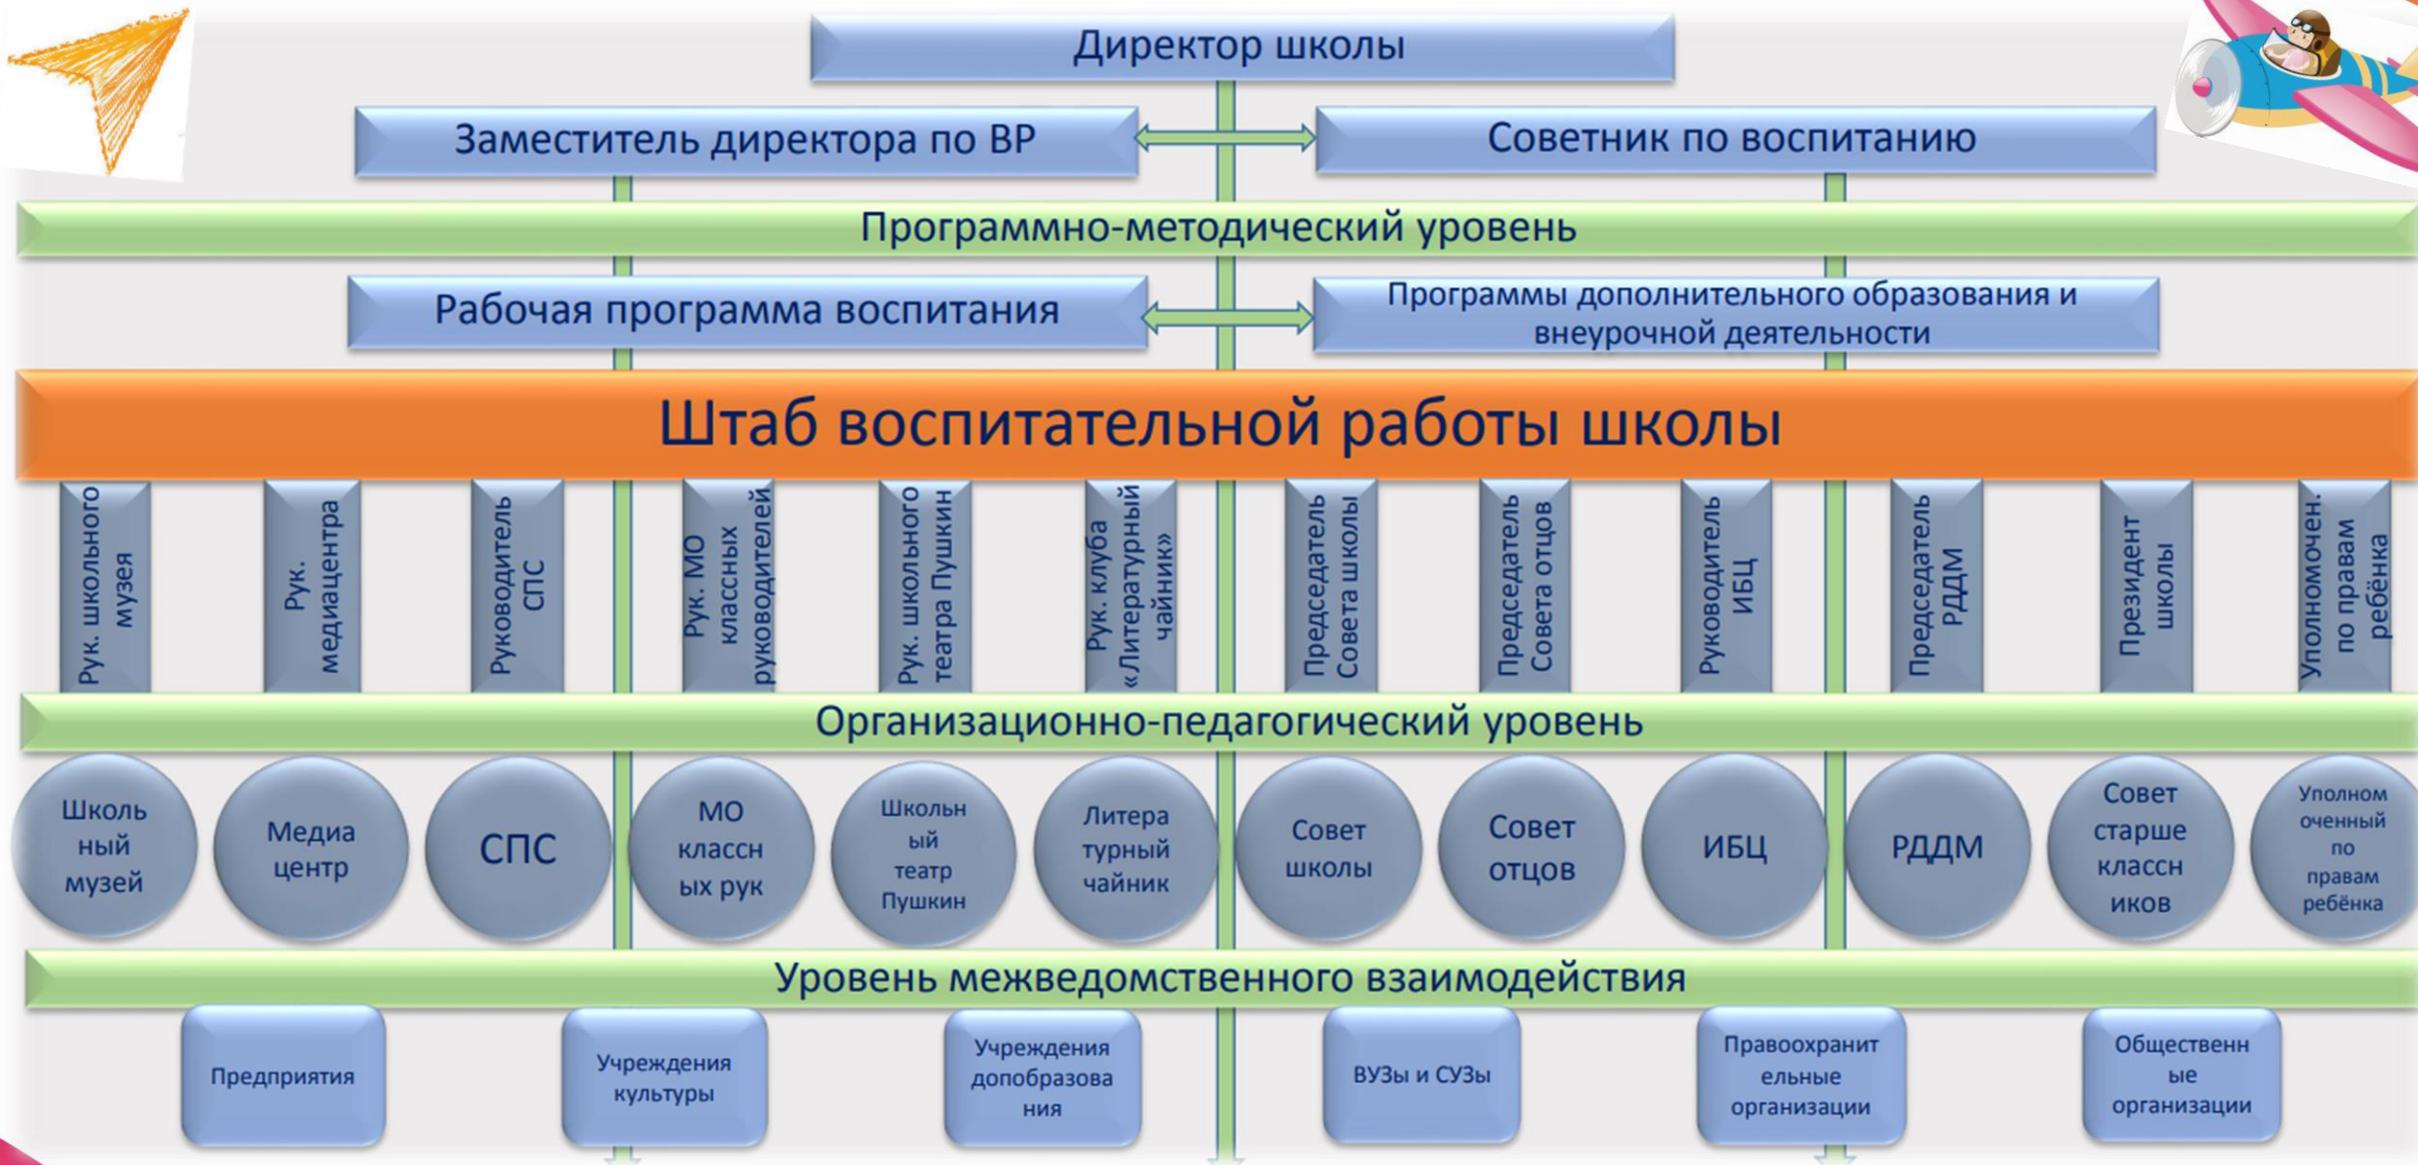 Директор школы
Заместитель директора по ВР
Советник по воспитанию
Программно-методический уровень
Рабочая программа воспитания
Программы дополнительного образования и
внеурочной деятельности
Штаб воспитательной работы школы
Рук. школьного
музея
Рук.
медиацентра
Руководитель
СПС
Рук. МО
классных
руководителей
Рук. школьного
театра Пушкин
Рук. клуба
«Литературный
чайник»
Председатель
Совета школы
Председатель
Совета отцов
Руководитель
ИБЦ
Председатель
РДДМ
Президент
школы
Уполномочен.
по правам
ребёнка
Организационно-педагогический уровень
Школь
ный
музей
Медиа
центр
СПС
МО
классн
ых рук
Школьн
ый
театр
Пушкин
Литера
турный
чайник
Совет
школы
Совет
отцов
ИБЦ
РДДМ
Совет
старше
классн
иков
Уполном
оченный
по
правам
ребёнка
Уровень межведомственного взаимодействия
Предприятия
Учреждения
культуры
Учреждения
допобразова
ния
ВУЗы и СУЗы
Правоохранит
ельные
организации
Общественн
ые
организации